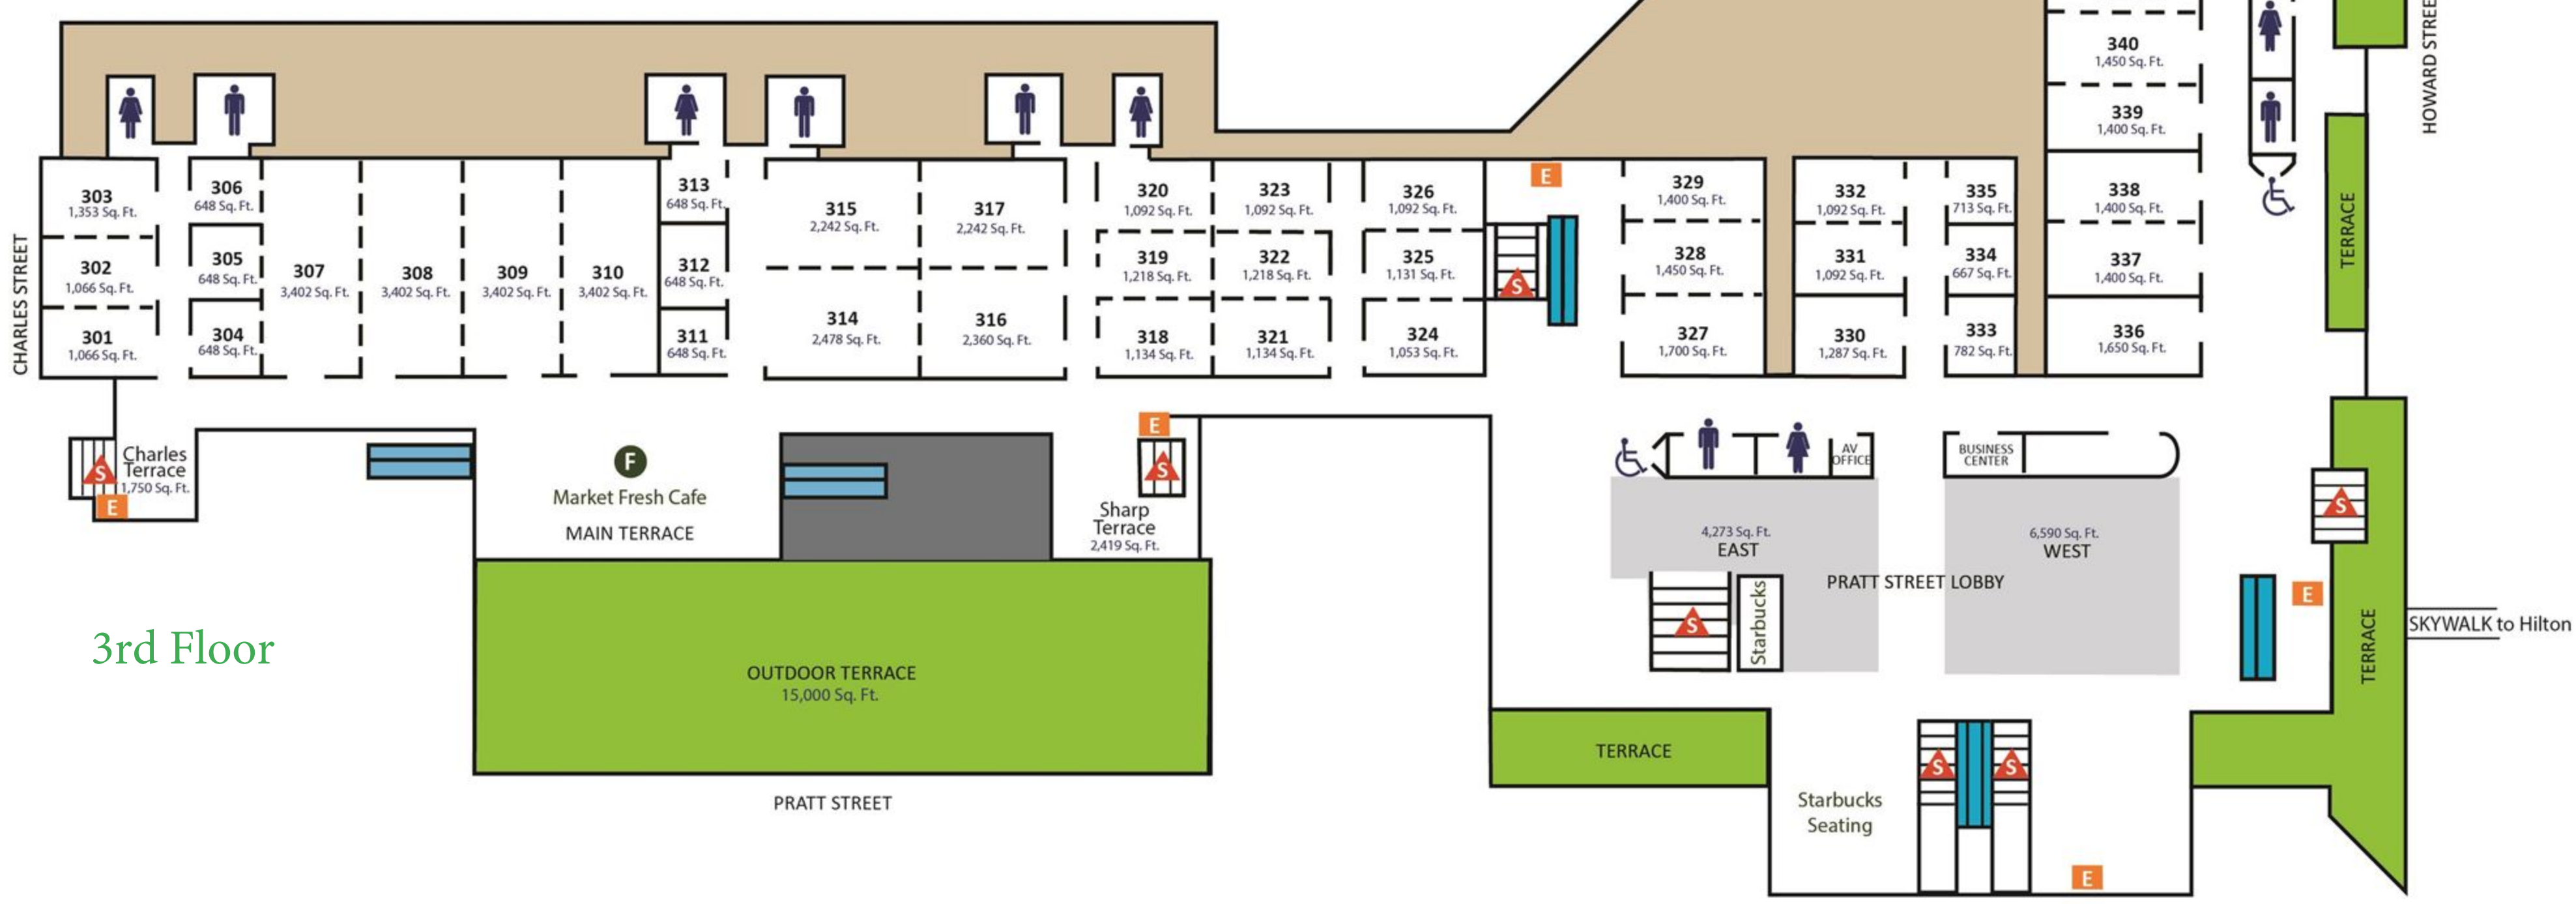 340
1,450 Sq. Ft.
339
1,400 Sq. Ft.
HOWARD STREE
303
1,353 Sq. Ft.
302
1,066 Sq. Ft.
301
1,066 Sq. Ft.
CHARLES STREET
306
648 Sq. Ft.
305
648 Sq. Ft.
304
648 Sq. Ft.
307
3,402 Sq. Ft.
308
3,402 Sq. Ft.
309
3,402 Sq. Ft.
310
3,402 Sq. Ft.
313
648 Sq. Ft.
312
648 Sq. Ft.
311
648 Sq. Ft.
315
2,242 Sq. Ft.
317
2,242 Sq. Ft.
314
2,478 Sq. Ft.
316
2,360 Sq. Ft.
320
1,092 Sq. Ft.
323
1,092 Sq. Ft.
319
1,218 Sq. Ft.
322
1,218 Sq. Ft.
318
1,134 Sq. Ft.
321
1,134 Sq. Ft.
326
1,092 Sq. Ft.
325
1,131 Sq. Ft.
324
1,053 Sq. Ft.
E
S
329
1,400 Sq. Ft.
328
1,450 Sq. Ft.
327
1,700 Sq. Ft.
332
1,092 Sq. Ft.
331
1,092 Sq. Ft.
330
1,287 Sq. Ft.
335
713 Sq. Ft.
334
667 Sq. Ft.
333
782 Sq. Ft.
338
1,400 Sq. Ft.
337
1,400 Sq. Ft.
336
1,650 Sq. Ft.
TERRACE
S
Charles
Terrace
1,750 Sq. Ft.
E
F
Market Fresh Cafe
MAIN TERRACE
E
S
Sharp
Terrace
2,419 Sq. Ft.
AV
OFFICE
BUSINESS
CENTER
4,273 Sq. Ft.
EAST
6,590 Sq. Ft.
WEST
PRATT STREET LOBBY
S
Starbucks
S
E
TERRACE
SKYWALK to Hilton
3rd Floor
OUTDOOR TERRACE
15,000 Sq. Ft.
PRATT STREET
TERRACE
Starbucks
Seating
S
S
E